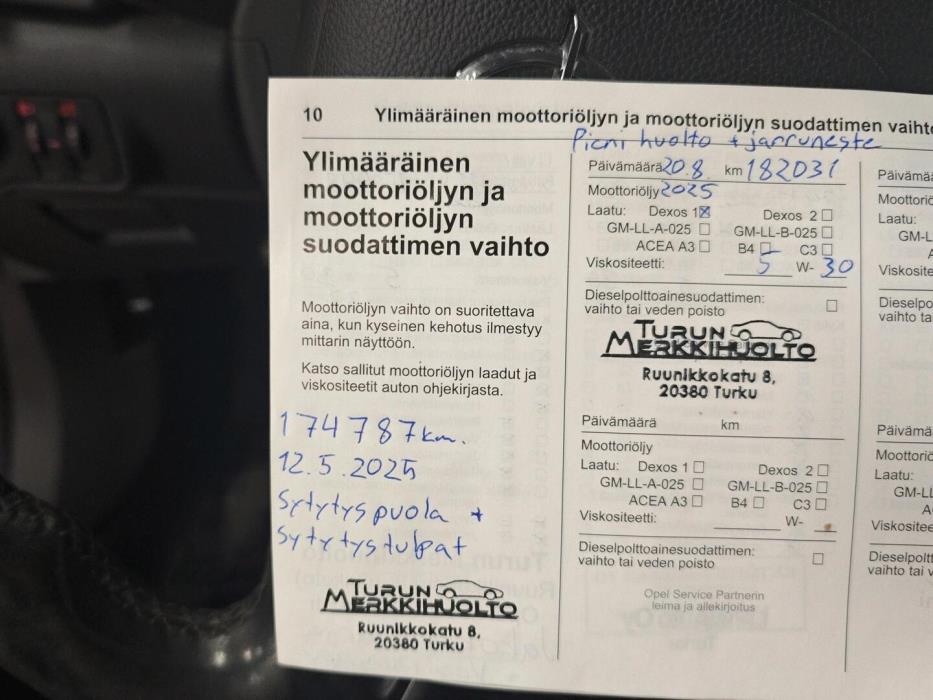 10 Ylimääräinen moottoriöljyn ja moottoriöljyn suodattimen vaihto
Ylimääräinen
moottoriöljyn ja
moottoriöljyn
suodattimen vaihto
Moottoriöljyn vaihto on suoritettava
aina, kun kyseinen kehotus ilmestyy
mittarin näyttöön.
Katso sallitut moottoriöljyn laadut ja
viskositeetit auton ohjekirjasta.
174787km.
12.5.2025
Sytytyspuola +
Sytytystulpat
TURUN
MERKKIHUOLTO
Ruunikkokatu 8,
20380 Turku
Pieni huolto + jarruneste
Päivämäärä 20.8. km 182031
Moottoriöljy 2025
Laatu: Dexos 1 ☒ Dexos 2 ☐
GM-LL-A-025 ☐ GM-LL-B-025 ☐
ACEA A3 ☐ B4 ☐ C3 ☐
Viskositeetti: 5 W- 30
Dieselpolttoainesuodattimen: ☐
vaihto tai veden poisto
TURUN
MERKKIHUOLTO
Ruunikkokatu 8,
20380 Turku
Päivämäärä km
Moottoriöljy
Laatu: Dexos 1 ☐ Dexos 2 ☐
GM-LL-A-025 ☐ GM-LL-B-025 ☐
ACEA A3 ☐ B4 ☐ C3 ☐
Viskositeetti: W-
Dieselpolttoainesuodattimen: ☐
vaihto tai veden poisto
Opel Service Partnerin
leima ja allekirjoitus
Laatu:
Laatu:
vaihto ta